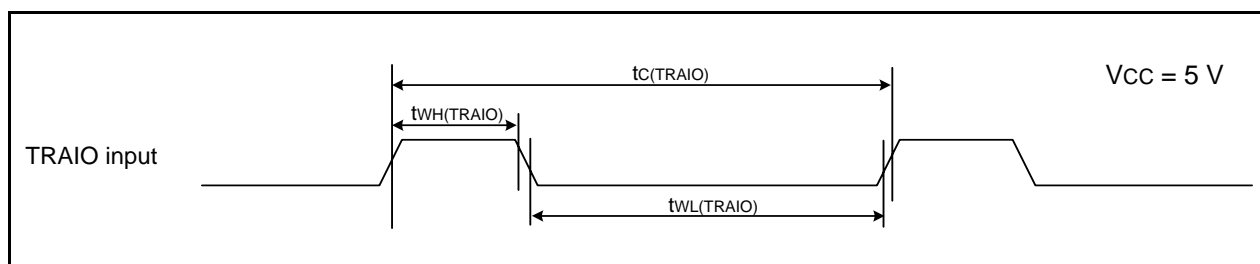 tC(TRAIO)
VCC = 5 V
tWH(TRAIO)
TRAIO input
tWL(TRAIO)